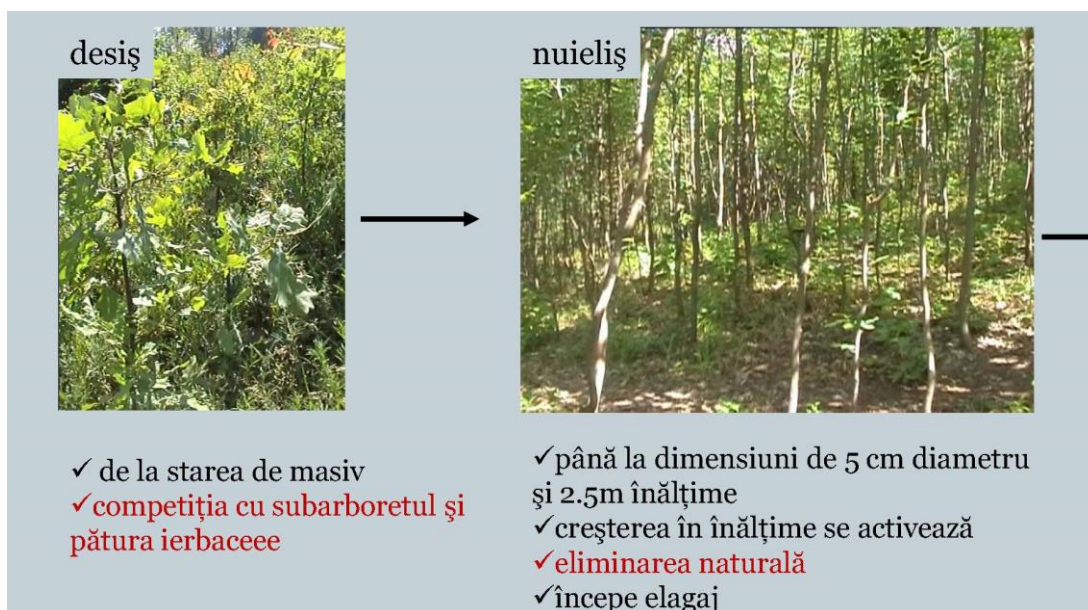 desiş
nuieliş
✓ de la starea de masiv
✓competiția cu subarboretul şi
pătura ierbaceee
✓până la dimensiuni de 5 cm diametru
şi 2.5m înălțime
✓creşterea în înălțime se activează
✓eliminarea naturală
✓începe elagaj